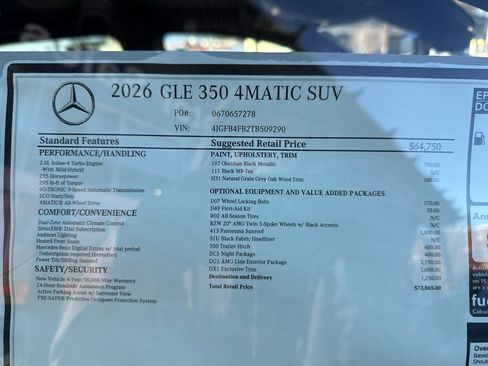 2026 GLE 350 4MATIC SUV
PO#: 0670657278
VIN: 4JGFB4FB2TB509290
Standard Features
Suggested Retail Price $64,750
PERFORMANCE/HANDLING
2.0L Inline-4 Turbo Engine
-With Mild Hybrid
255 Horsepower
295 lb-ft of Torque
9G-TRONIC 9-Speed Automatic Transmission
ECO Start/Stop
4MATIC® All-Wheel Drive
COMFORT/CONVENIENCE
Dual-Zone Automatic Climate Control
SiriusXM® Trial Subscription
Ambient Lighting
Heated Front Seats
Mercedes-Benz Digital Extras w/ trial period
(subscription required thereafter)
Power Tilt/Sliding Sunroof
SAFETY/SECURITY
New Vehicle 4-Year/50,000 Mile Warranty
24-Hour Roadside Assistance Program
Active Parking Assist w/ Surround View
PRE-SAFE® Predictive Occupant-Protection System
PAINT, UPHOLSTERY, TRIM
197 Obsidian Black Metallic 750.00
111 Black MB-Tex N/C
H31 Natural Grain Grey Oak Wood Trim 160.00
OPTIONAL EQUIPMENT AND VALUE ADDED PACKAGES
D07 Wheel Locking Bolts 170.00
D49 First-Aid Kit 35.00
R02 All-Season Tires N/C
RZW 20" AMG Twin 5-Spoke Wheels w/ Black Accents
413 Panorama Sunroof 1,000.00
51U Black Fabric Headliner N/C
550 Trailer Hitch
DC1 Night Package 400.00
DG1 AMG Line Exterior Package
DX1 Exclusive Trim 1,600.00
Destination and Delivery 1,250.00
Total Retail Price $73,865.00
EP
DO
Ann
$
Actual
fue
Calcu
Based
Shoul